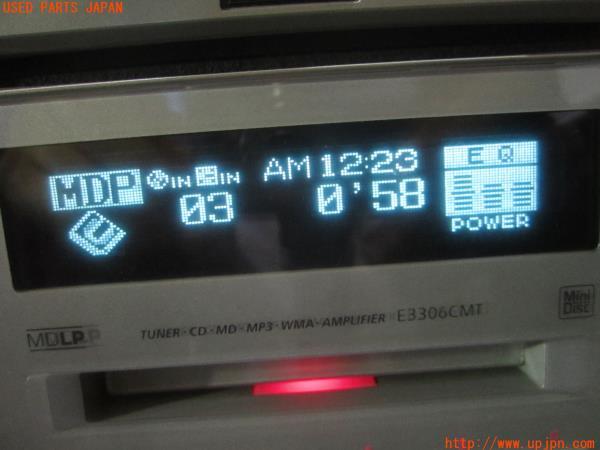 USED PARTS JAPAN
MDP IN IN AM 12:23 EQ
03 0'58
POWER
MDLP
TUNER·CD·MD·MP3·WMA·AMPLIFIER E3306CMT
Mini
Disc
http://www.upjpn.com/